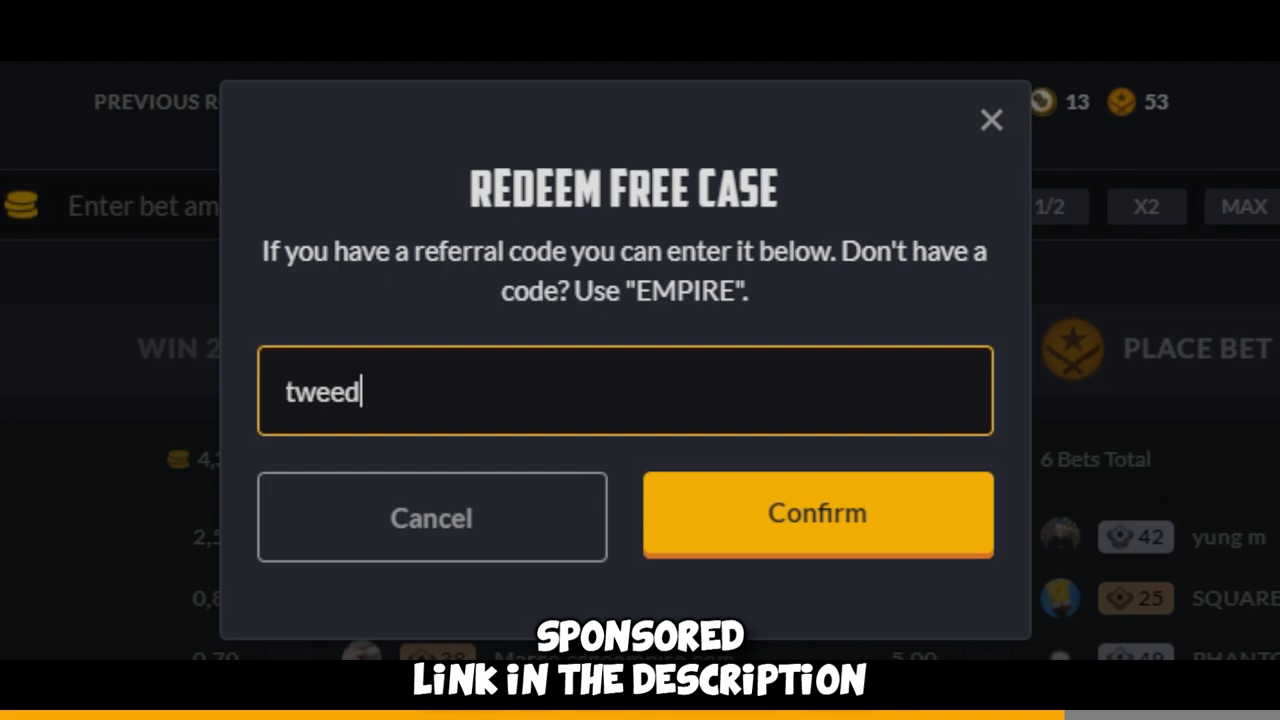 PREVIOUS R
13
53
Enter bet am
1/2
X2
MAX
REDEEM FREE CASE
If you have a referral code you can enter it below. Don't have a
code? Use "EMPIRE".
WIN 2
PLACE BET
tweed
6 Bets Total
Cancel
Confirm
42
yung m
25
SQUARE
SPONSORED
LINK IN THE DESCRIPTION